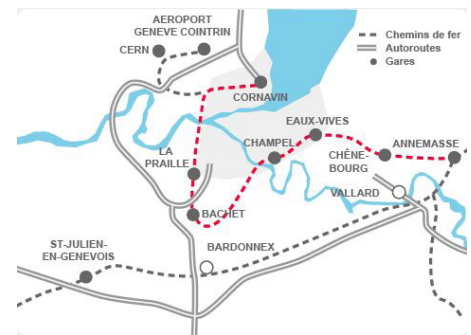 AEROPORT
GENEVE COINTRIN
CERN
CORNAVIN
Chemins de fer
Autoroutes
Gares
EAUX-VIVES
CHAMPEL
ANNEMASSE
LA
PRAILLE
CHÊNE-
BOURG
VALLARD
BACHET
BARDONNEX
ST-JULIEN-
EN-GENEVOIS